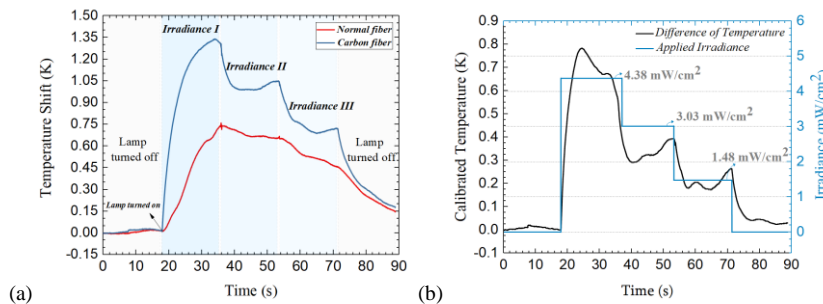 (a)
Temperature Shift (K)
1.50
1.35
1.20
1.05
0.90
0.75
0.60
0.45
0.30
0.15
0.00
-0.15
Irradiance I
Normal fiber
Carbon fiber
Irradiance II
Irradiance III
Lamp
turned off
Lamp
turned off
Lamp turned on
0 10 20 30 40 50 60 70 80 90
Time (s)
(b)
Calibrated Temperature (K)
0.9
0.8
0.7
0.6
0.5
0.4
0.3
0.2
0.1
0.0
-0.1
Difference of Temperature
Applied Irradiance
4.38 mW/cm²
3.03 mW/cm²
1.48 mW/cm²
6
5
4
3
2
1
0
Irradiance (mW/cm²)
0 10 20 30 40 50 60 70 80 90
Time (s)